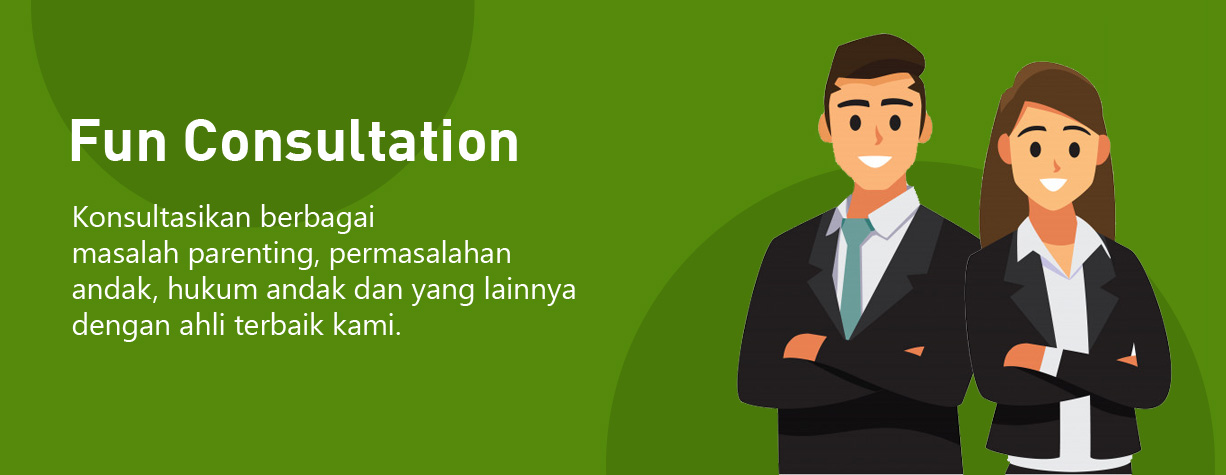 Fun Consultation
Konsultasikan berbagai
masalah parenting, permasalahan
andak, hukum andak dan yang lainnya
dengan ahli terbaik kami.